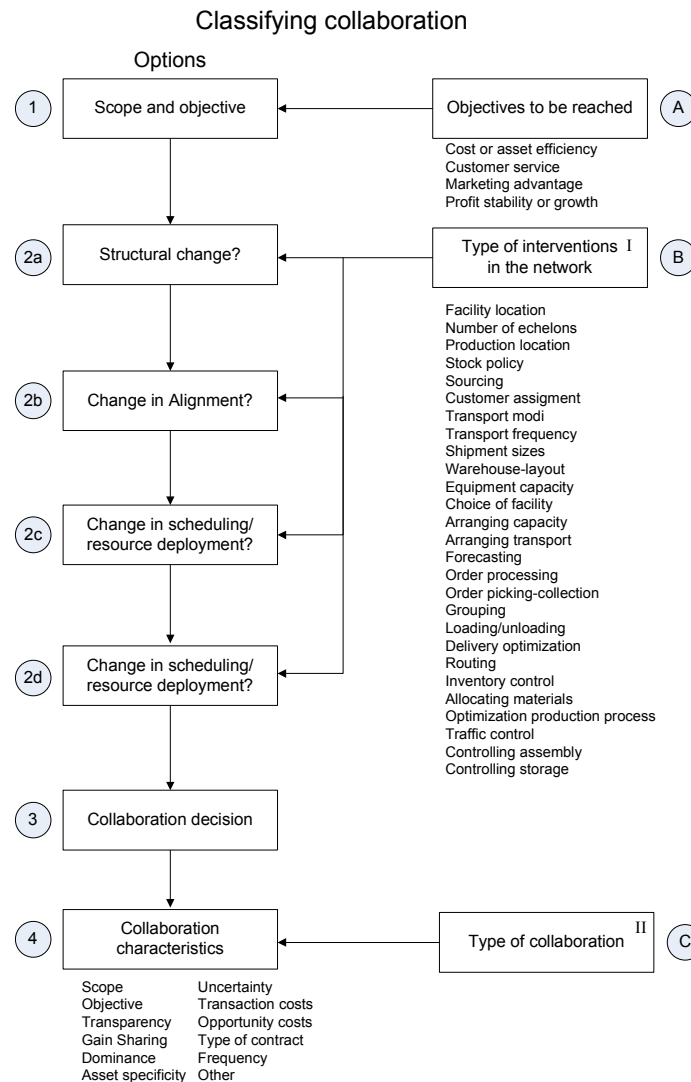 Classifying collaboration
Options
1
Scope and objective
Objectives to be reached
A
Cost or asset efficiency
Customer service
Marketing advantage
Profit stability or growth
2a
Structural change?
Type of interventions I
in the network
B
Facility location
Number of echelons
Production location
Stock policy
Sourcing
Customer assigment
Transport modi
Transport frequency
Shipment sizes
Warehouse-layout
Equipment capacity
Choice of facility
Arranging capacity
Arranging transport
Forecasting
Order processing
Order picking-collection
Grouping
Loading/unloading
Delivery optimization
Routing
Inventory control
Allocating materials
Optimization production process
Traffic control
Controlling assembly
Controlling storage
2b
Change in Alignment?
2c
Change in scheduling/
resource deployment?
2d
Change in scheduling/
resource deployment?
3
Collaboration decision
4
Collaboration
characteristics
Type of collaboration II
C
Scope Uncertainty
Objective Transaction costs
Transparency Opportunity costs
Gain Sharing Type of contract
Dominance Frequency
Asset specificity Other